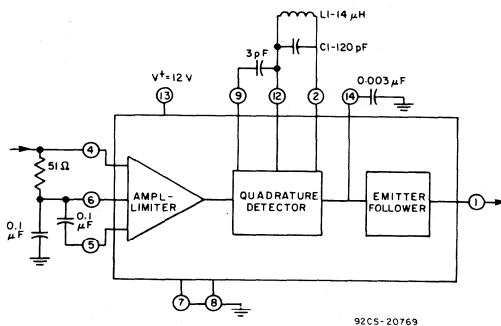 L1-14 μH
3 pF
C1-120 pF
V+=12 V
0.003 μF
13
9
12
2
14
4
51Ω
6
AMPL-
LIMITER
QUADRATURE
DETECTOR
EMITTER
FOLLOWER
1
0.1
μF
0.1
μF
5
7
8
92CS-20769